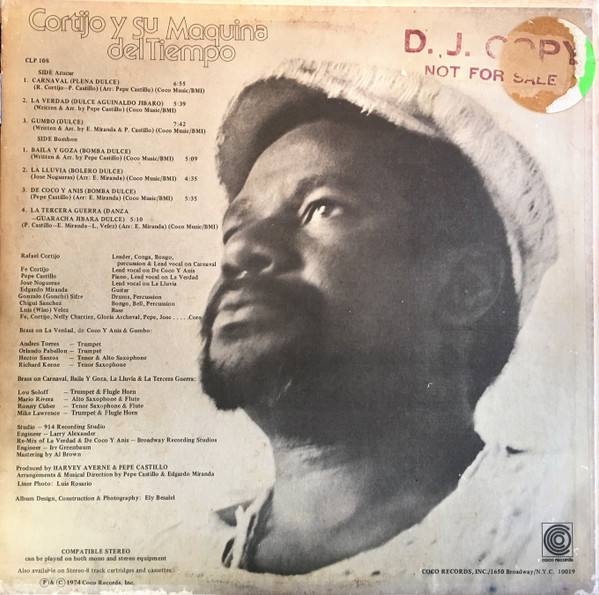 Cortijo y su Maquina
del Tiempo
D. J. COPY
NOT FOR SALE
CLP 108
SIDE Azucar
1. CARNAVAL (PLENA DULCE) 6:55
(R. Cortijo-P. Castillo) (Arr: Pepe Castillo) (Coco Music/BMI)
2. LA VERDAD (DULCE AGUINALDO JIBARO) 5:39
(Written & Arr. by Pepe Castillo) (Coco Music/BMI)
3. GUMBO (DULCE) 7:42
(Written & Arr. by E. Miranda & P. Castillo) (Coco Music/BMI)
SIDE Bombon
1. BAILA Y GOZA (BOMBA DULCE)
(Written & Arr. by Pepe Castillo) (Coco Music/BMI) 5:09
2. LA LLUVIA (BOLERO DULCE)
(Jose Nogueras) (Arr: E. Miranda) (Coco Music/BMI) 4:35
3. DE COCO Y ANIS (BOMBA DULCE)
(Pepe Castillo) (Arr: E. Miranda) (Coco Music/BMI) 5:35
4. LA TERCERA GUERRA (DANZA
-GUARACHA JIBARA DULCE) 5:10
(P. Castillo-E. Miranda-L. Velez) (Arr: E. Miranda) (Coco Music/BMI)
Rafael Cortijo Leader, Conga, Bongo,
percussion & Lead vocal on Carnaval
Fe Cortijo Lead vocal on De Coco Y Anis
Pepe Castillo Piano, Lead vocal on La Verdad
Jose Nogueras Lead vocal on La Lluvia
Edgardo Miranda Guitar
Gonzalo (Gonchi) Sifre Drums, Percussion
Chigui Sanchez Bongo, Bell, Percussion
Luis (Wiso) Velez Bass
Fe, Cortijo, Nelly Charriez, Gloria Archeval, Pepe, Jose . . . . . Coro
Brass on La Verdad, de Coco Y Anis & Gumbo:
Andres Torres — Trumpet
Orlando Pabellon — Trumpet
Hector Santos — Tenor & Alto Saxophone
Richard Keene — Tenor Saxophone
Brass on Carnaval, Baila Y Goza, La Lluvia & La Tercera Guerra:
Lou Soloff — Trumpet & Flugle Horn
Mario Rivera — Alto Saxophone & Flute
Ronny Cuber — Tenor Saxophone & Flute
Mike Lawrence — Trumpet & Flugle Horn
Studio — 914 Recording Studio
Engineer — Larry Alexander
Re-Mix of La Verdad & De Coco Y Anis — Broadway Recording Studios
Engineer — Irv Greenbaum
Mastering by Al Brown
Produced by HARVEY AVERNE & PEPE CASTILLO
Arrangements & Musical Direction by Pepe Castillo & Edgardo Miranda
Liner Photo: Luis Rosario
Album Design, Construction & Photography: Ely Besalel
COMPATIBLE STEREO
can be played on both mono and stereo equipment
Also available on Stereo-8 track cartridges and cassettes.
Ⓟ & Ⓒ 1974 Coco Records, Inc.
coco records
COCO RECORDS, INC./1650 Broadway/N.Y.C. 10019